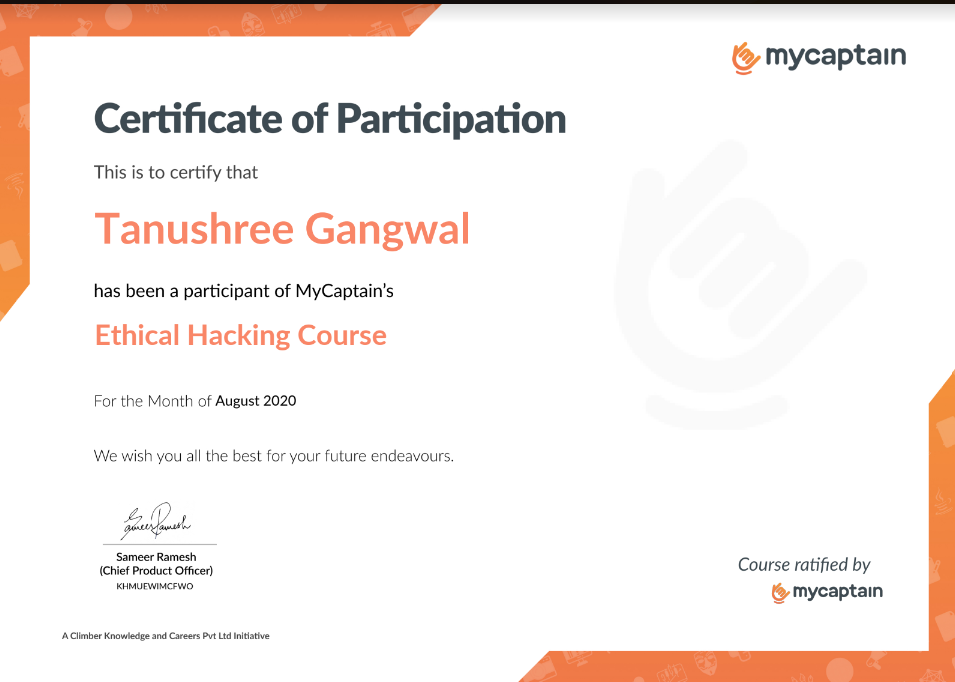 mycaptain
Certificate of Participation
This is to certify that
Tanushree Gangwal
has been a participant of MyCaptain's
Ethical Hacking Course
For the Month of August 2020
We wish you all the best for your future endeavours.
Sameer Ramesh
Sameer Ramesh
(Chief Product Officer)
KHMUEWIMCFWO
Course ratified by
mycaptain
A Climber Knowledge and Careers Pvt Ltd Initiative